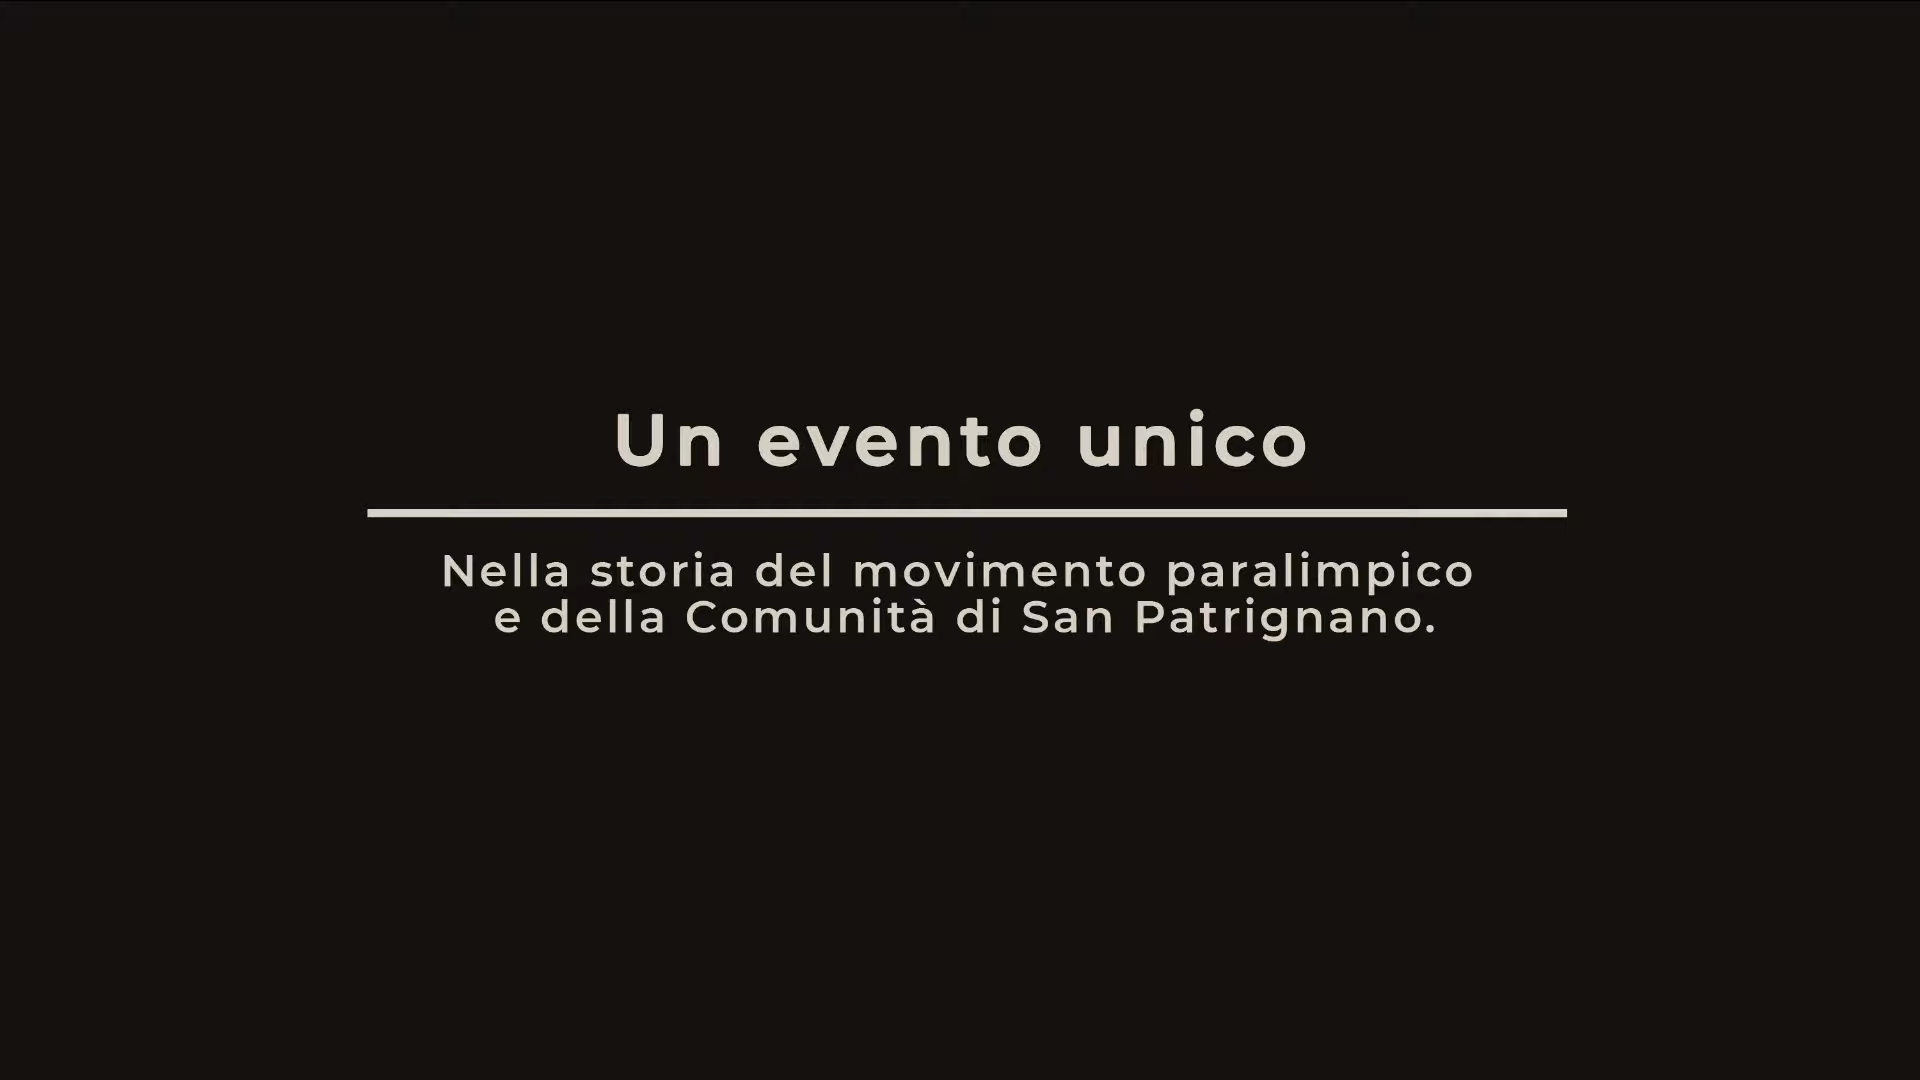 Un evento unico
Nella storia del movimento paralimpico
e della Comunità di San Patrignano.